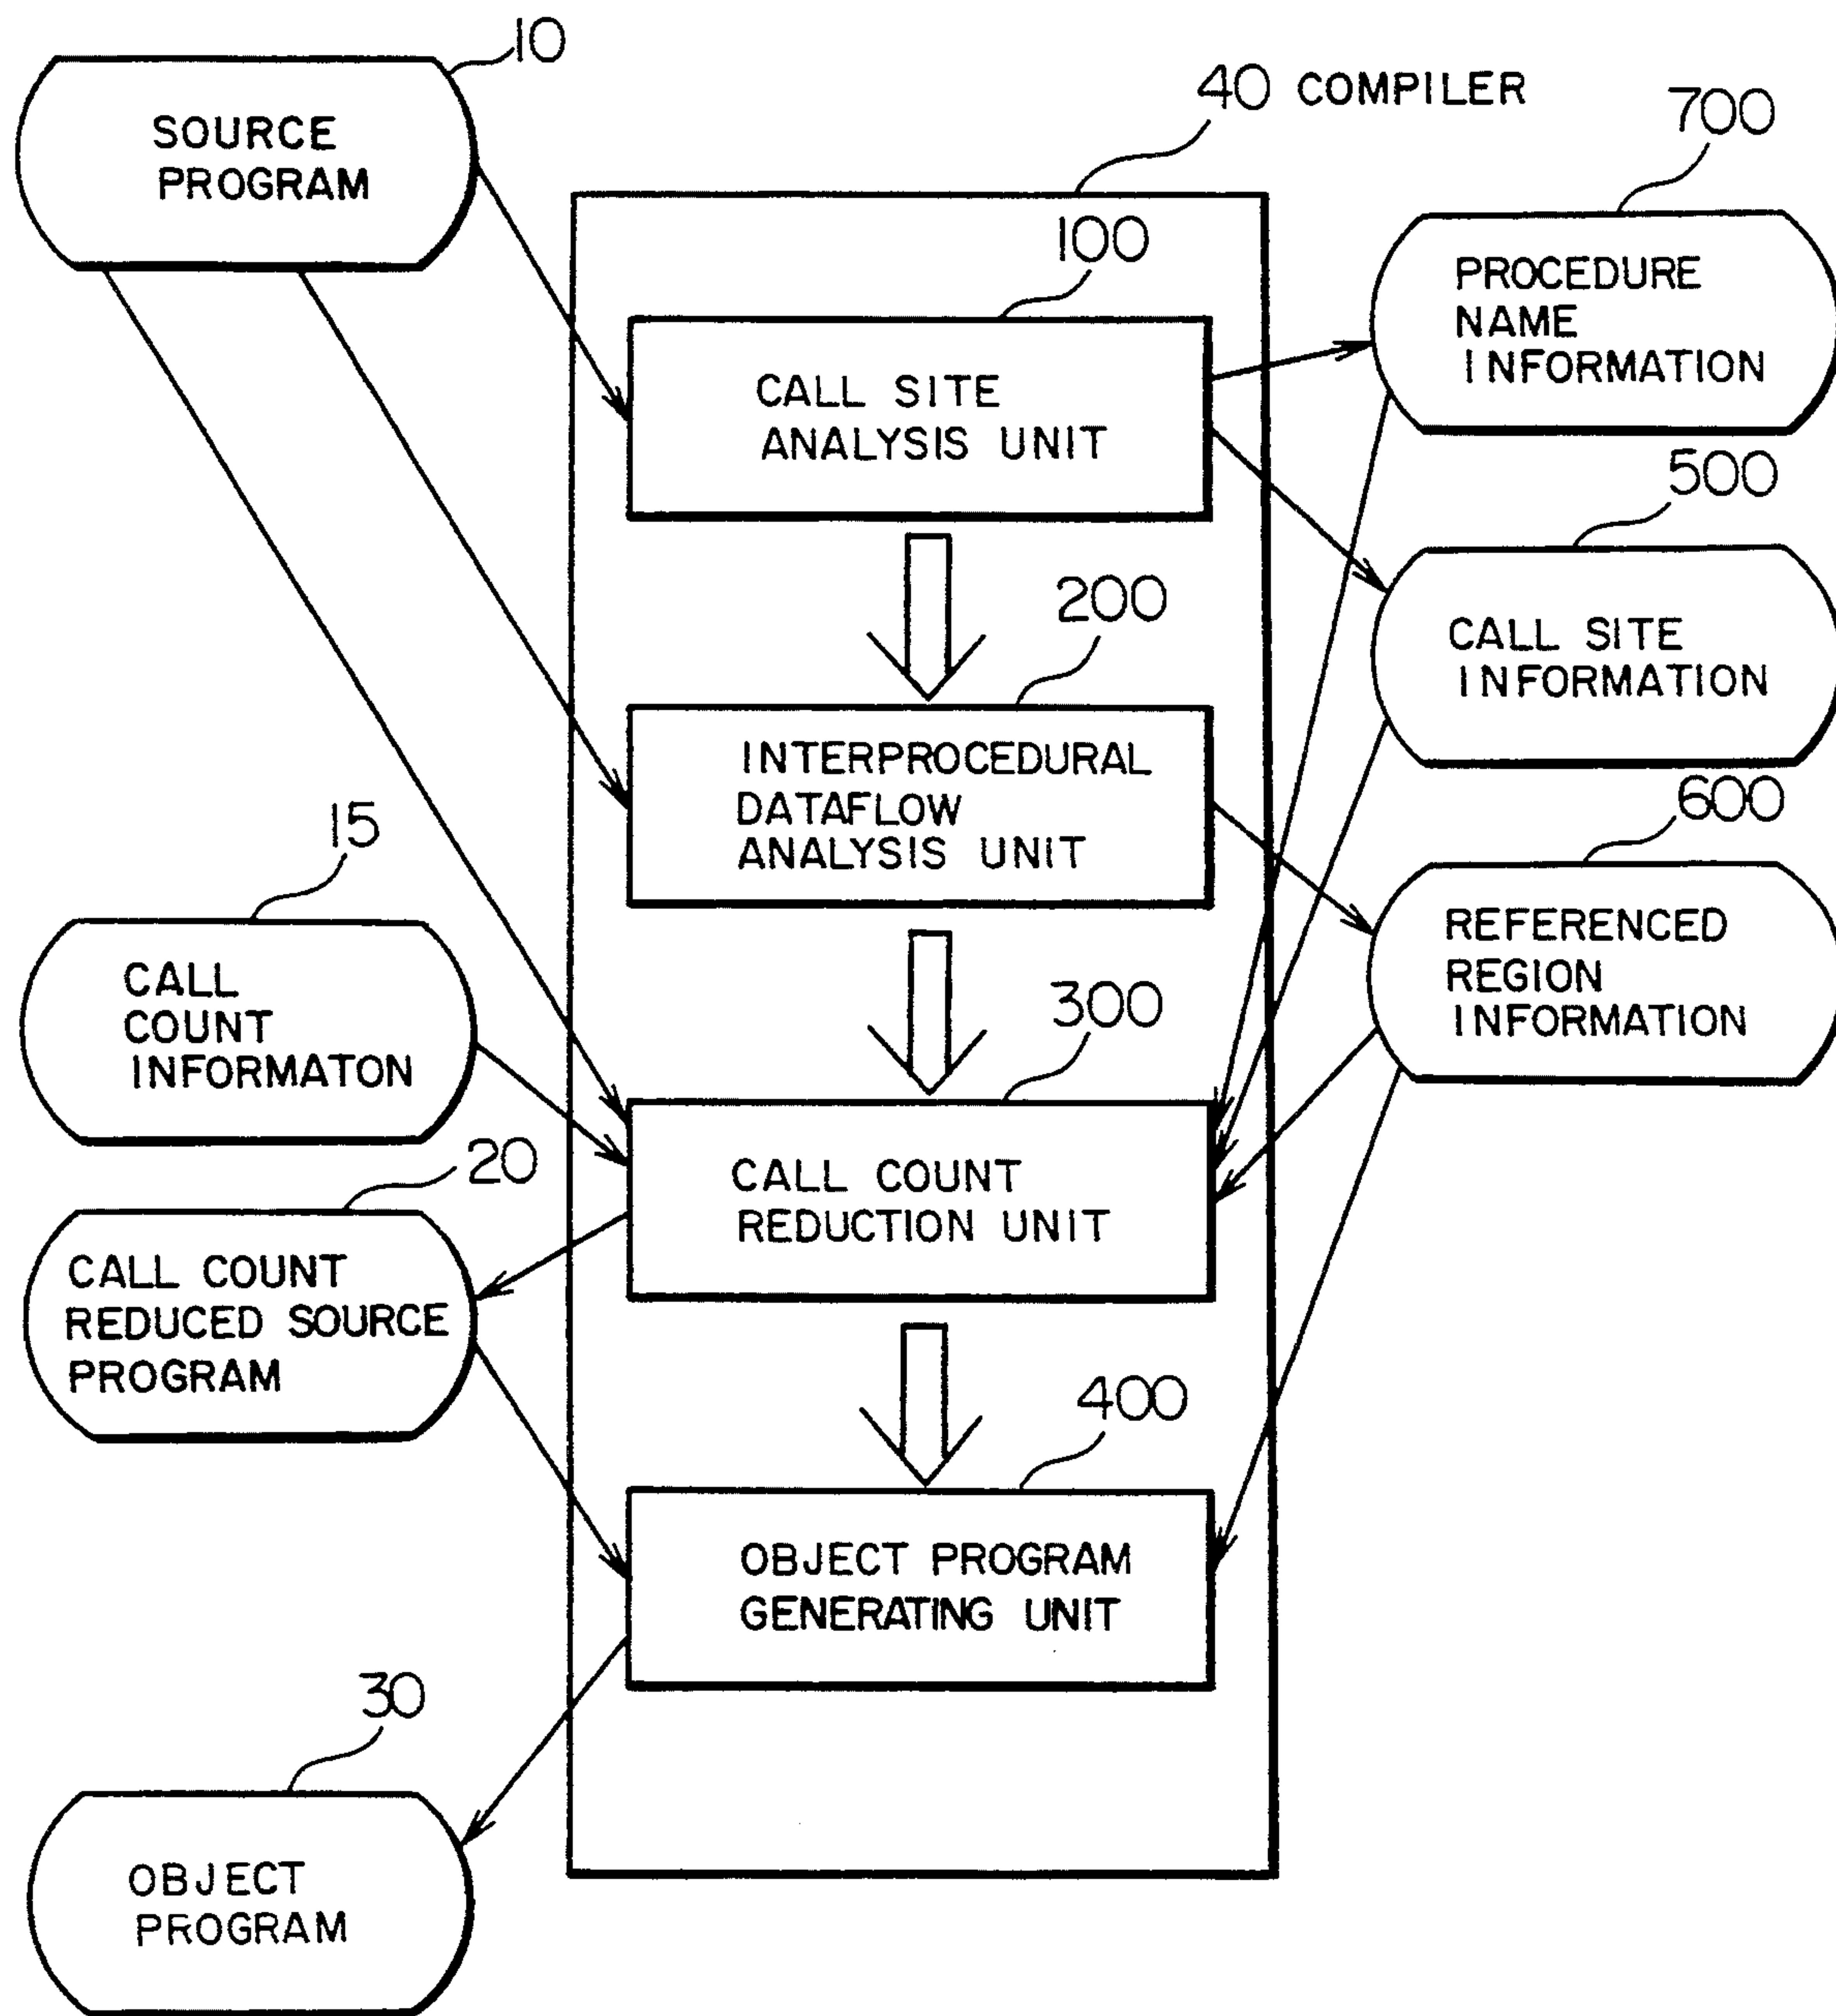 10
SOURCE
PROGRAM
40 COMPILER
700
PROCEDURE
NAME
INFORMATION
100
CALL SITE
ANALYSIS UNIT
500
CALL SITE
INFORMATION
200
INTERPROCEDURAL
DATAFLOW
ANALYSIS UNIT
600
REFERENCED
REGION
INFORMATION
15
CALL
COUNT
INFORMATON
300
CALL COUNT
REDUCTION UNIT
20
CALL COUNT
REDUCED SOURCE
PROGRAM
400
OBJECT PROGRAM
GENERATING UNIT
30
OBJECT
PROGRAM